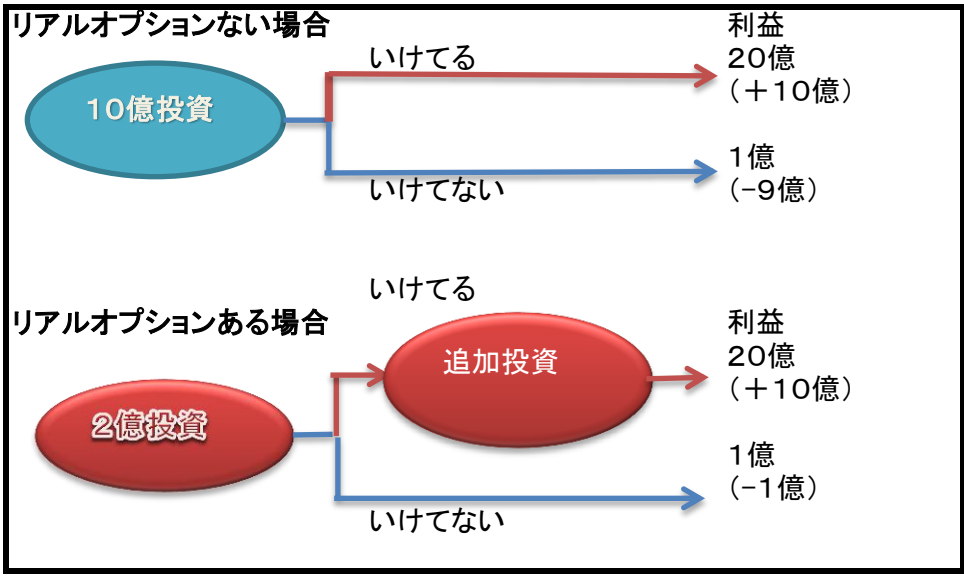 リアルオプションない場合
いけてる
利益
20億
(+10億)
10億投資
1億
(-9億)
いけてない
いけてる
リアルオプションある場合
追加投資
利益
20億
(+10億)
2億投資
1億
(-1億)
いけてない